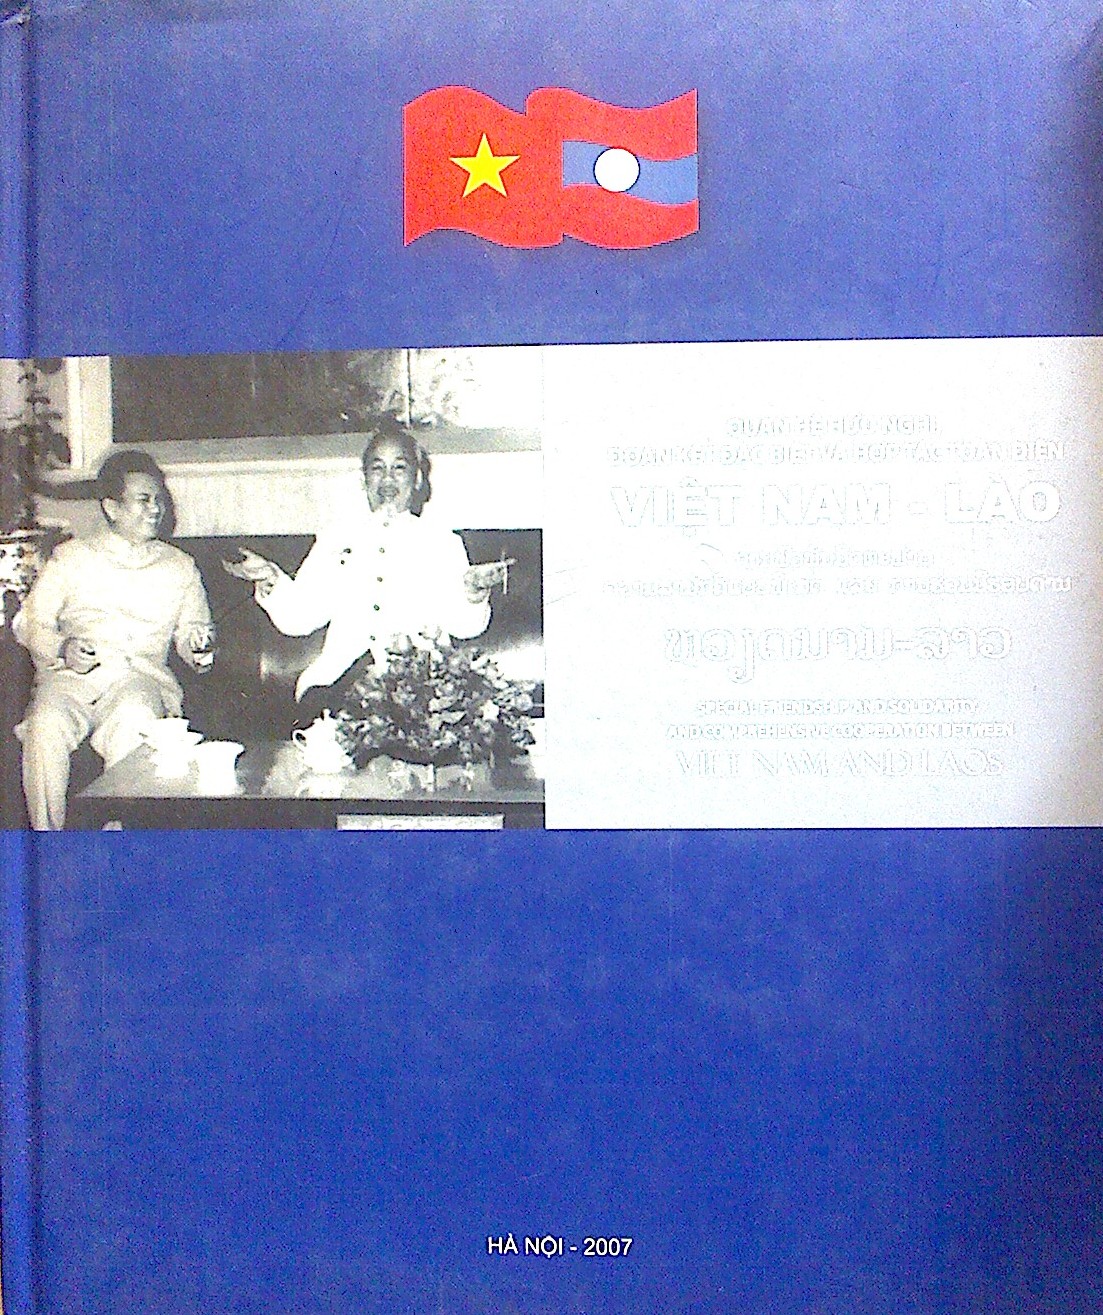 QUAN HỆ HỮU NGHỊ
ĐOÀN KẾT ĐẶC BIỆT VÀ HỢP TÁC TOÀN DIỆN
VIỆT NAM - LÀO
ຫວຽດນາມ-ລາວ
SPECIAL FRIENDSHIP AND SOLIDARITY
AND COMPREHENSIVE COOPERATION BETWEEN
VIET NAM AND LAOS
HÀ NỘI - 2007